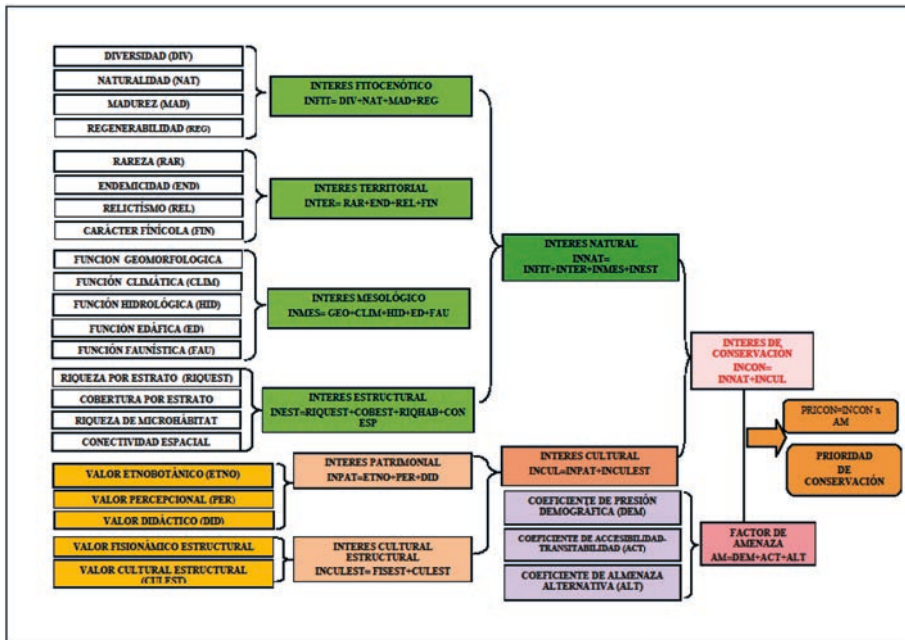 DIVERSIDAD (DIV)
NATURALIDAD (NAT)
MADUREZ (MAD)
REGENERABILIDAD (REG)
INTERES FITOCENÓTICO
INFIT= DIV+NAT+MAD+REG
RAREZA (RAR)
ENDEMICIDAD (END)
RELICTÍSMO (REL)
CARÁCTER FÍNÍCOLA (FIN)
INTERES TERRITORIAL
INTER= RAR+END+REL+FIN
FUNCION GEOMORFOLOGICA
FUNCIÓN CLIMÁTICA (CLIM)
FUNCIÓN HIDROLÓGICA (HID)
FUNCIÓN EDÁFICA (ED)
FUNCIÓN FAUNÍSTICA (FAU)
INTERES MESOLÓGICO
INMES= GEO+CLIM+HID+ED+FAU
RIQUEZA POR ESTRATO (RIQUEST)
COBERTURA POR ESTRATO
RIQUEZA DE MICROHÁBITAT
CONECTIVIDAD ESPACIAL
INTERES ESTRUCTURAL
INEST=RIQUEST+COBEST+RIQHAB+CON
ESP
INTERES NATURAL
INNAT=
INFIT+INTER+INMES+INEST
VALOR ETNOBOTÁNICO (ETNO)
VALOR PERCEPCIONAL (PER)
VALOR DIDÁCTICO (DID)
INTERES PATRIMONIAL
INPAT=ETNO+PER+DID
VALOR FISIONÁMICO ESTRUCTURAL
VALOR CULTURAL ESTRUCTURAL
(CULEST)
INTERES CULTURAL
ESTRUCTURAL
INCULEST= FISEST+CULEST
INTERES CULTURAL
INCUL=INPAT+INCULEST
COEFICIENTE DE PRESIÓN
DEMOGRAFICA (DEM)
COEFICIENTE DE ACCESIBILIDAD-
TRANSITABILIDAD (ACT)
COEFICIENTE DE ALMENAZA
ALTERNATIVA (ALT)
INTERES DE
CONSERVACIÓN
INCON=
INNAT+INCUL
FACTOR DE
AMENAZA
AM=DEM+ACT+ALT
PRICON=INCON x
AM
PRIORIDAD
DE
CONSERVACIÓN